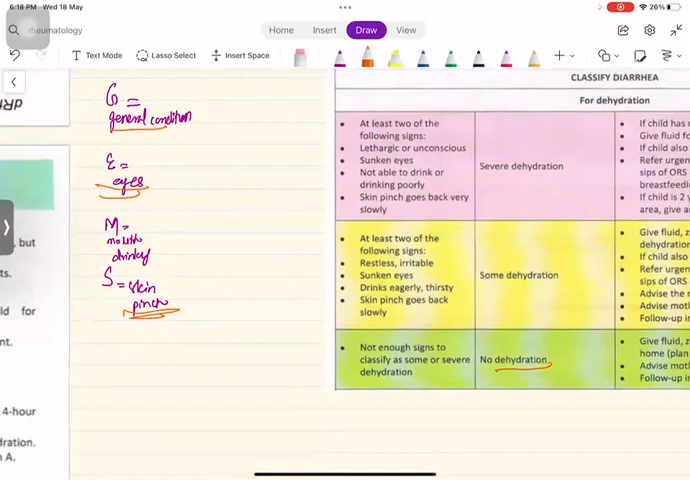 6:18 PM Wed 18 May
26%
rheumatology
Home Insert Draw View
Text Mode Lasso Select Insert Space
G =
general condition
E =
eyes
M =
mouth
S = skin
pinch
but
ts.
ld for
nt.
4-hour
dration.
A.
CLASSIFY DIARRHEA
For dehydration
At least two of the
following signs:
Lethargic or unconscious
Sunken eyes
Not able to drink or
drinking poorly
Skin pinch goes back very
slowly
Severe dehydration
If child has
Give fluid fo
If child also
Refer urgen
sips of ORS
breastfeedi
If child is 2 y
area, give a
At least two of the
following signs:
Restless, irritable
Sunken eyes
Drinks eagerly, thirsty
Skin pinch goes back
slowly
Some dehydration
Give fluid, z
dehydration
If child also
Refer urgen
sips of ORS
Advise the r
Advise mot
Follow-up in
Not enough signs to
classify as some or severe
dehydration
No dehydration
Give fluid, z
home (plan
Advise mot
Follow-up in